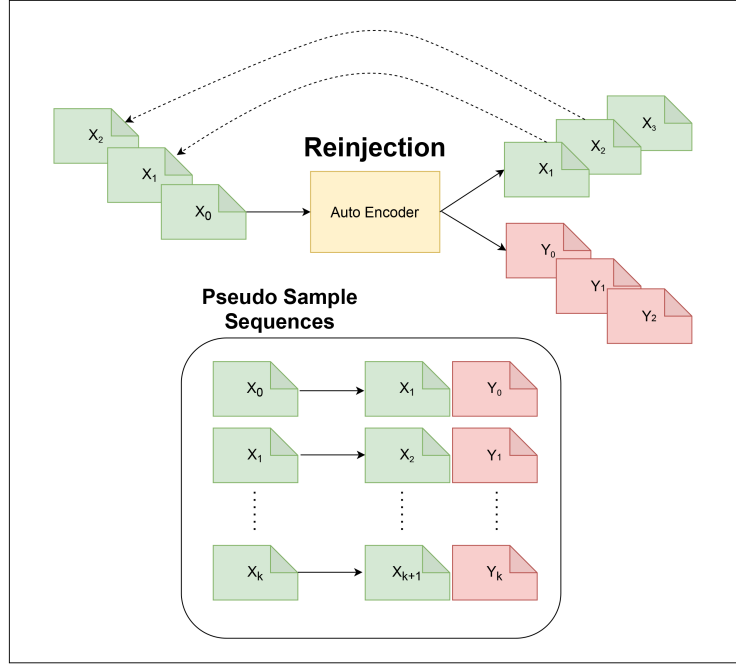 X₂
X₁
X₀
Reinjection
Auto Encoder
X₁
X₂
X₃
Y₀
Y₁
Y₂
Pseudo Sample
Sequences
X₀ X₁ Y₀
X₁ X₂ Y₁
Xₖ Xₖ₊₁ Yₖ